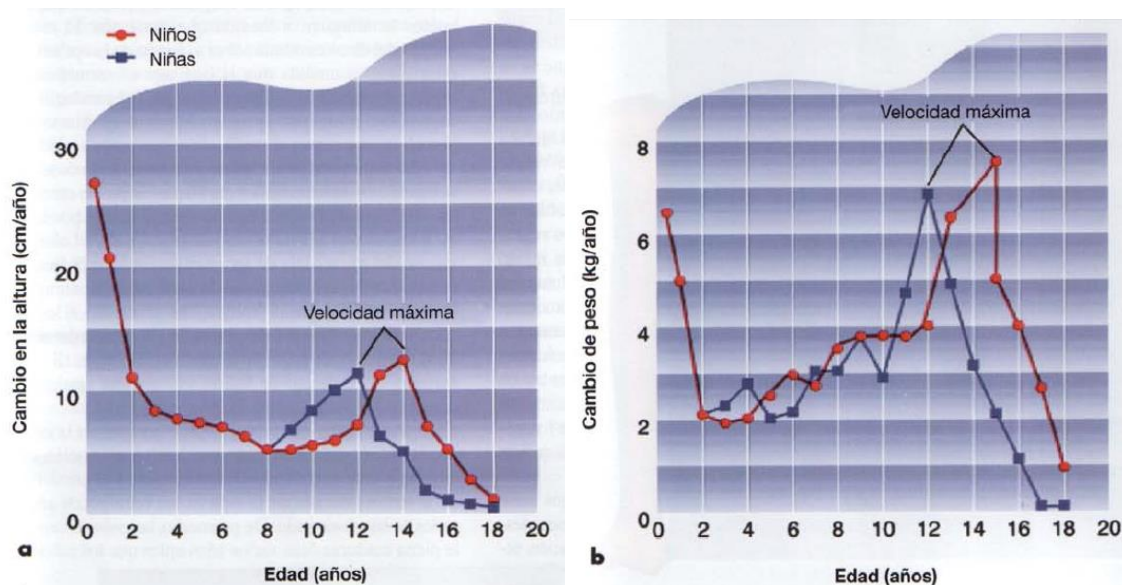 Niños
Niñas
Cambio en la altura (cm/año)
30
20
10
0
Velocidad máxima
0 2 4 6 8 10 12 14 16 18 20
a
Edad (años)
Cambio de peso (kg/año)
8
6
4
2
0
Velocidad máxima
0 2 4 6 8 10 12 14 16 18 20
b
Edad (años)